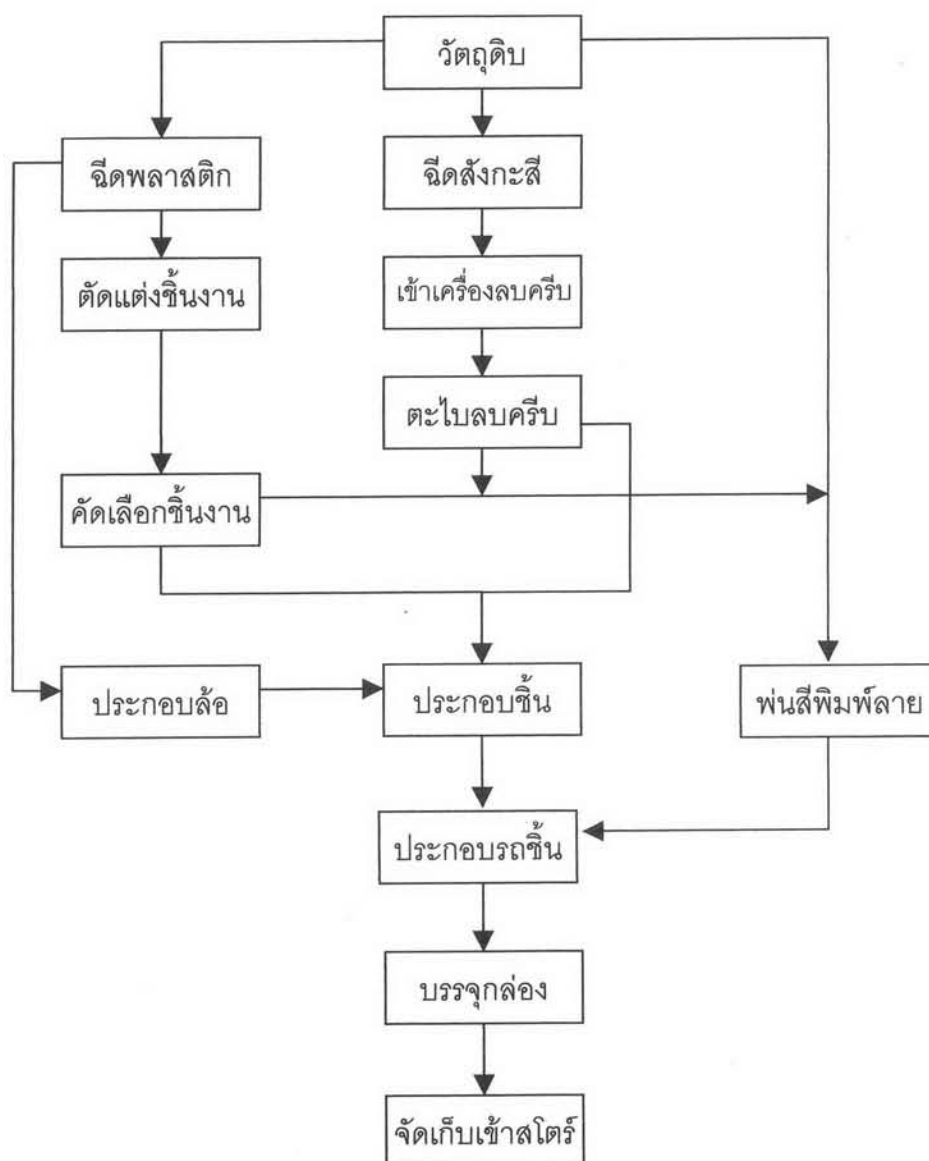 วัตถุดิบ
ฉีดพลาสติก
ฉีดสังกะสี
ตัดแต่งชิ้นงาน
เข้าเครื่องลบครีบ
ตะไบลบครีบ
คัดเลือกชิ้นงาน
ประกอบล้อ
ประกอบชิ้น
พ่นสีพิมพ์ลาย
ประกอบรถชิ้น
บรรจุกล่อง
จัดเก็บเข้าสโตร์